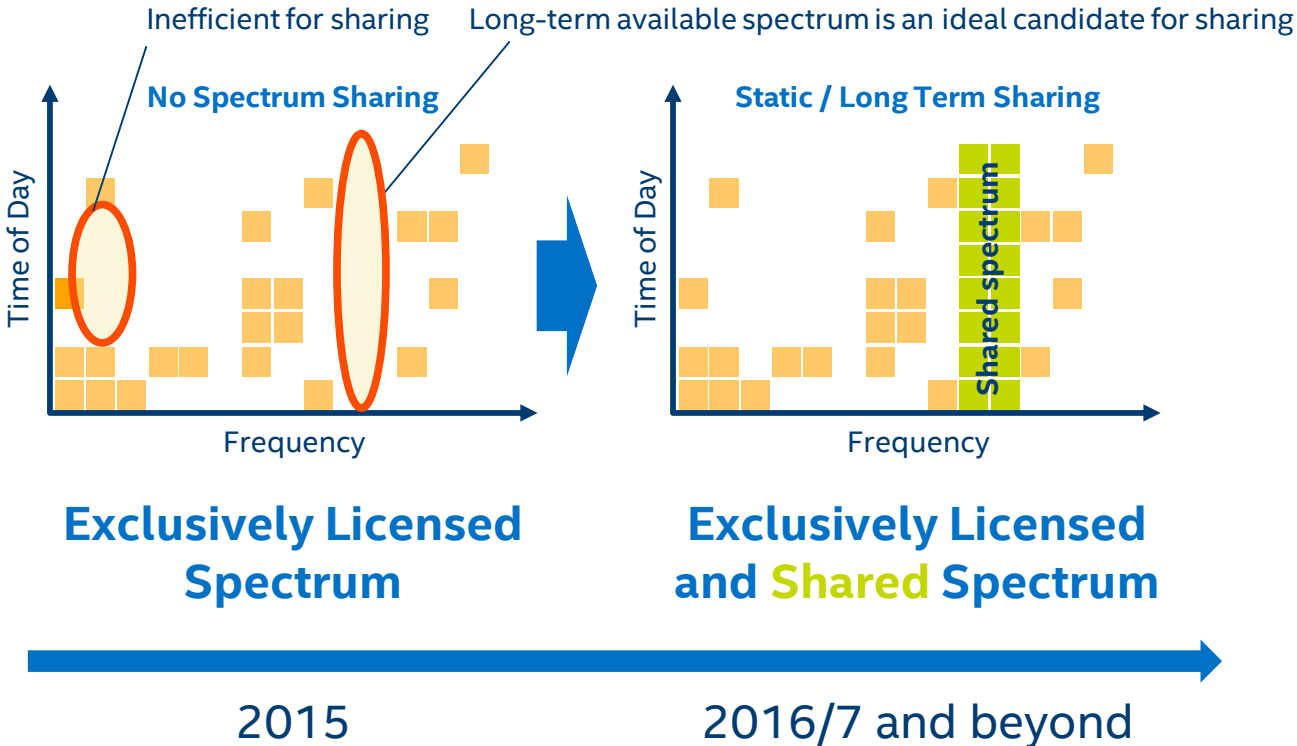 Inefficient for sharing
Long-term available spectrum is an ideal candidate for sharing
No Spectrum Sharing
Time of Day
Frequency
Static / Long Term Sharing
Time of Day
Shared spectrum
Frequency
Exclusively Licensed
Spectrum
Exclusively Licensed
and Shared Spectrum
2015
2016/7 and beyond